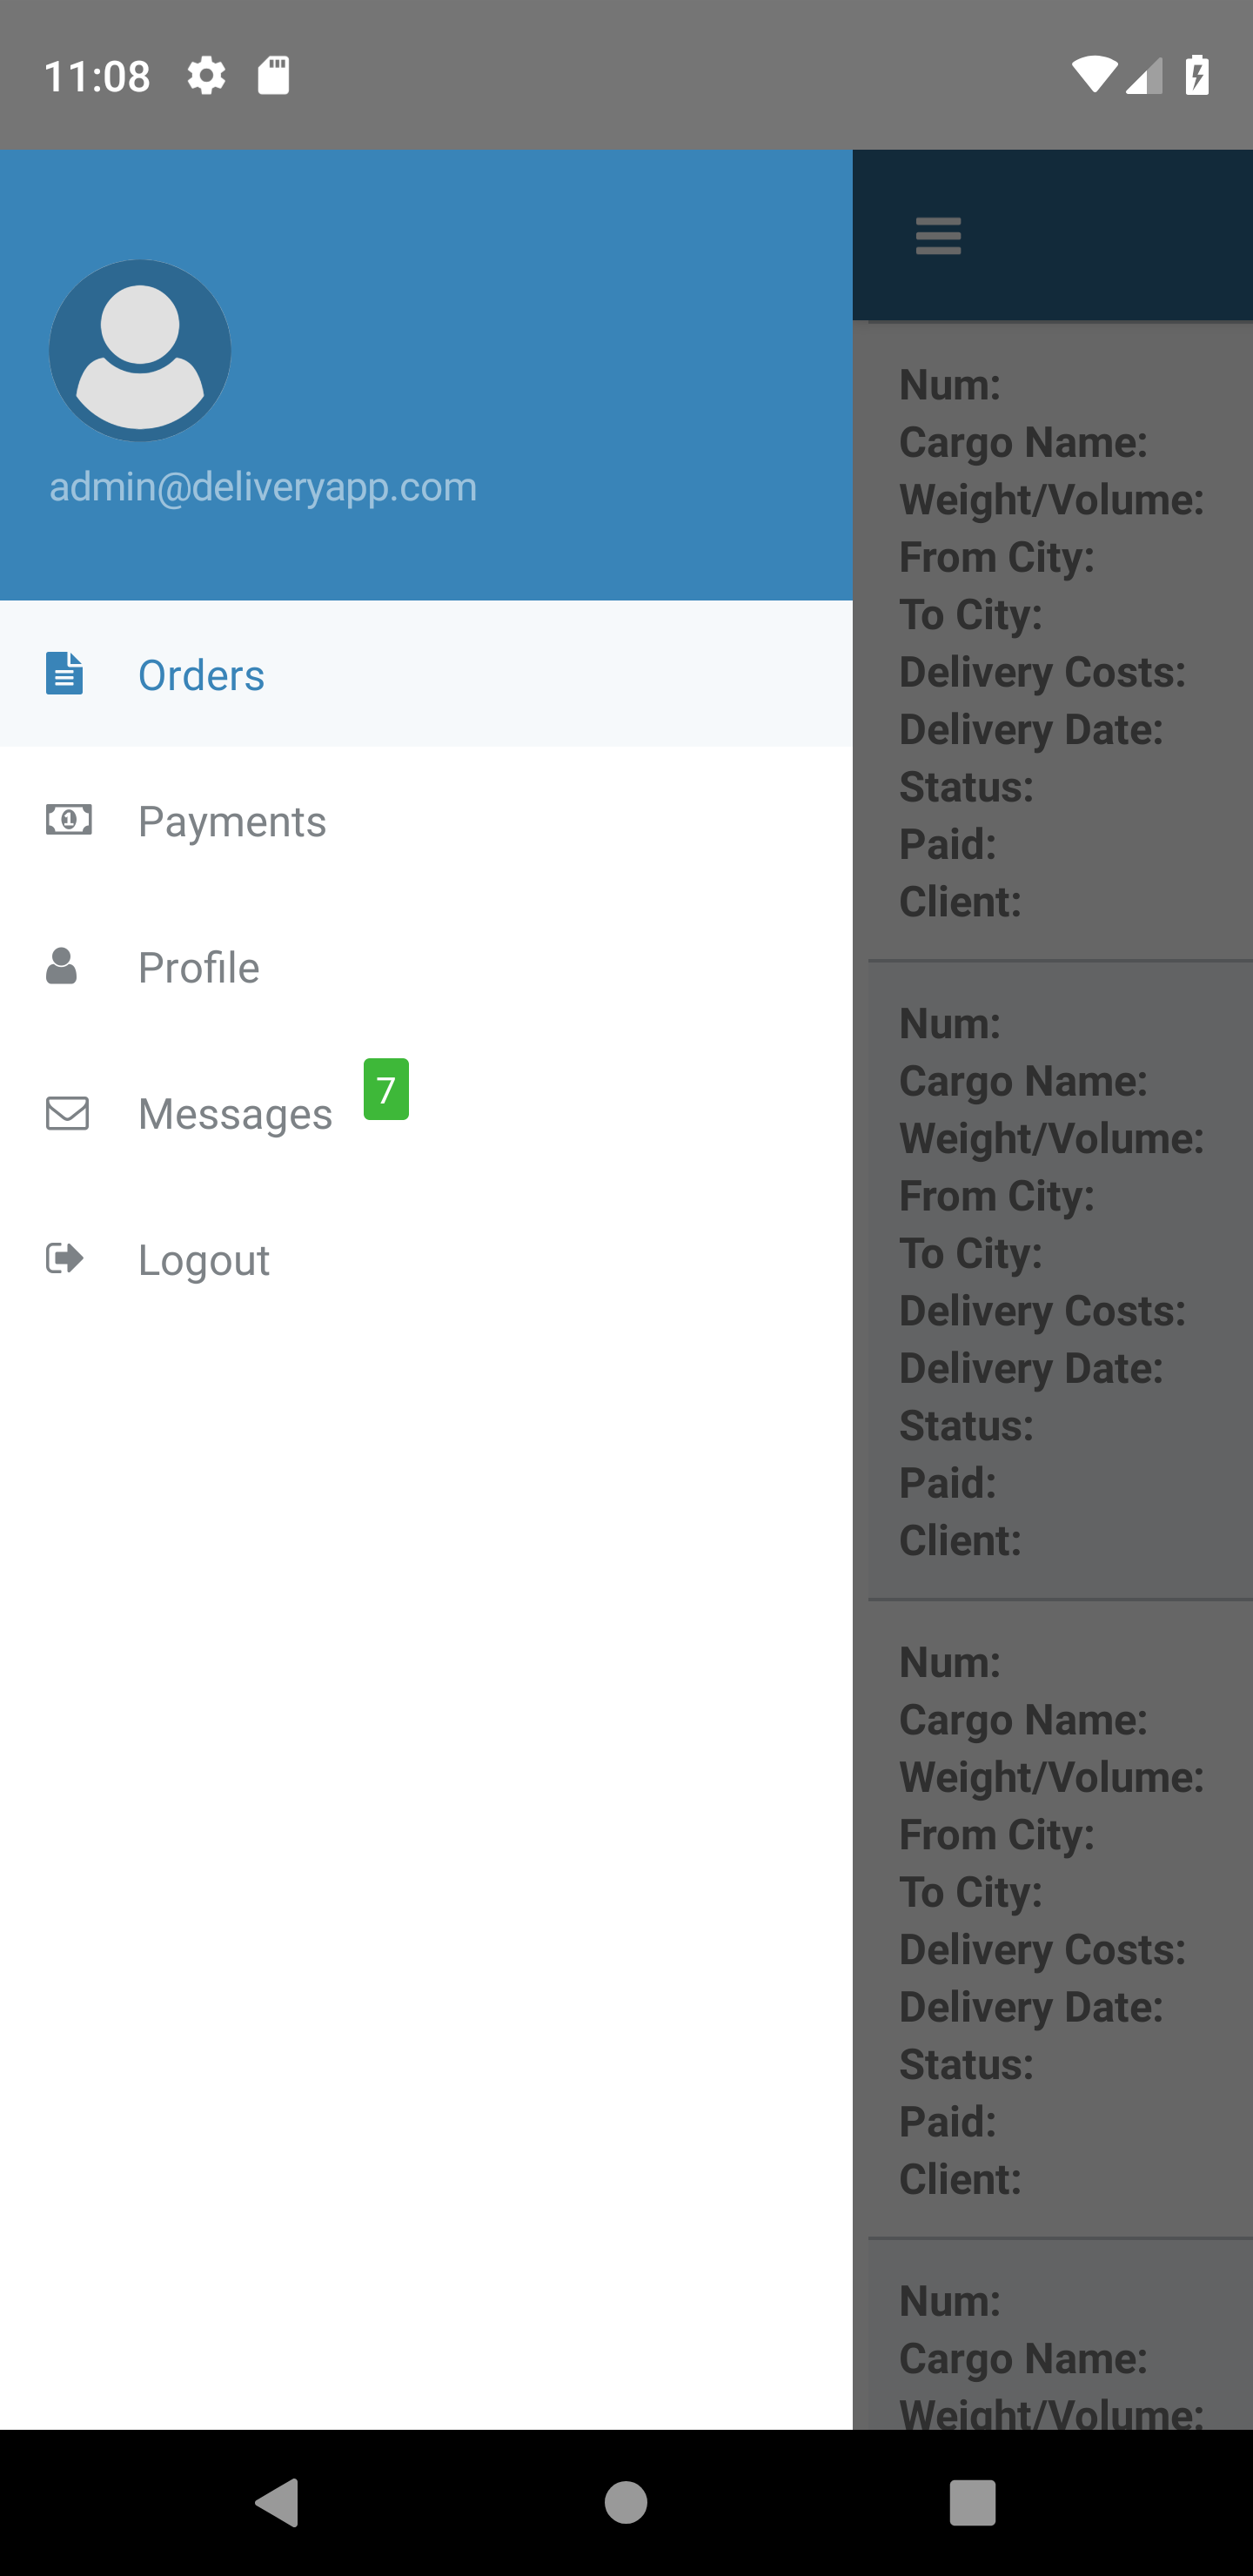 11:08
admin@deliveryapp.com
Orders
Payments
Profile
Messages 7
Logout
Num:
Cargo Name:
Weight/Volume:
From City:
To City:
Delivery Costs:
Delivery Date:
Status:
Paid:
Client:
Num:
Cargo Name:
Weight/Volume:
From City:
To City:
Delivery Costs:
Delivery Date:
Status:
Paid:
Client:
Num:
Cargo Name:
Weight/Volume:
From City:
To City:
Delivery Costs:
Delivery Date:
Status:
Paid:
Client:
Num:
Cargo Name:
Weight/Volume: